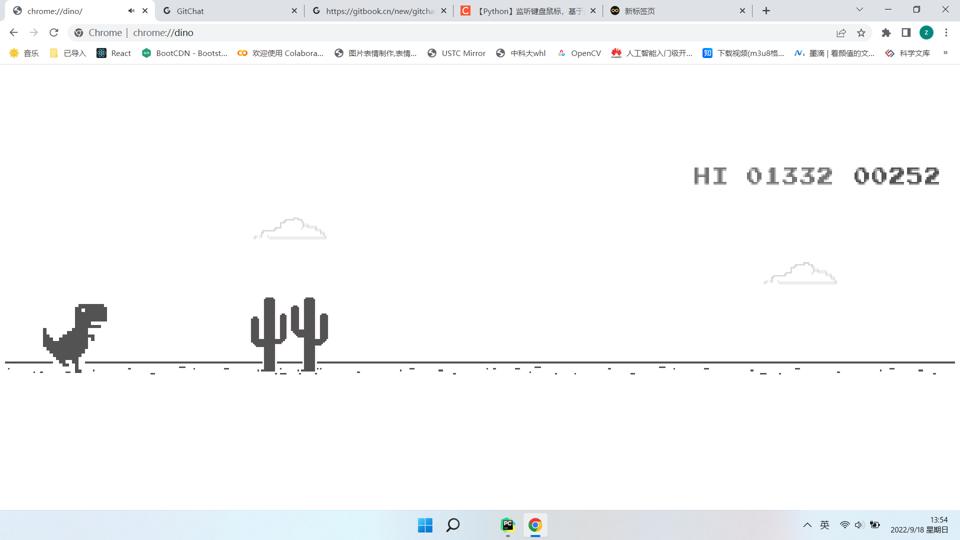 chrome://dino/
GitChat
https://gitbook.cn/new/gitcha
【Python】监听键盘鼠标，基于
新标签页
Chrome | chrome://dino
z
音乐
已导入
React
BootCDN - Bootst...
欢迎使用 Colabora...
图片表情制作,表情...
USTC Mirror
中科大whl
OpenCV
人工智能入门级开...
下载视频(m3u8格...
墨滴 | 看颜值的文...
科学文库
HI 01332 00252
英
13:54
2022/9/18 星期日